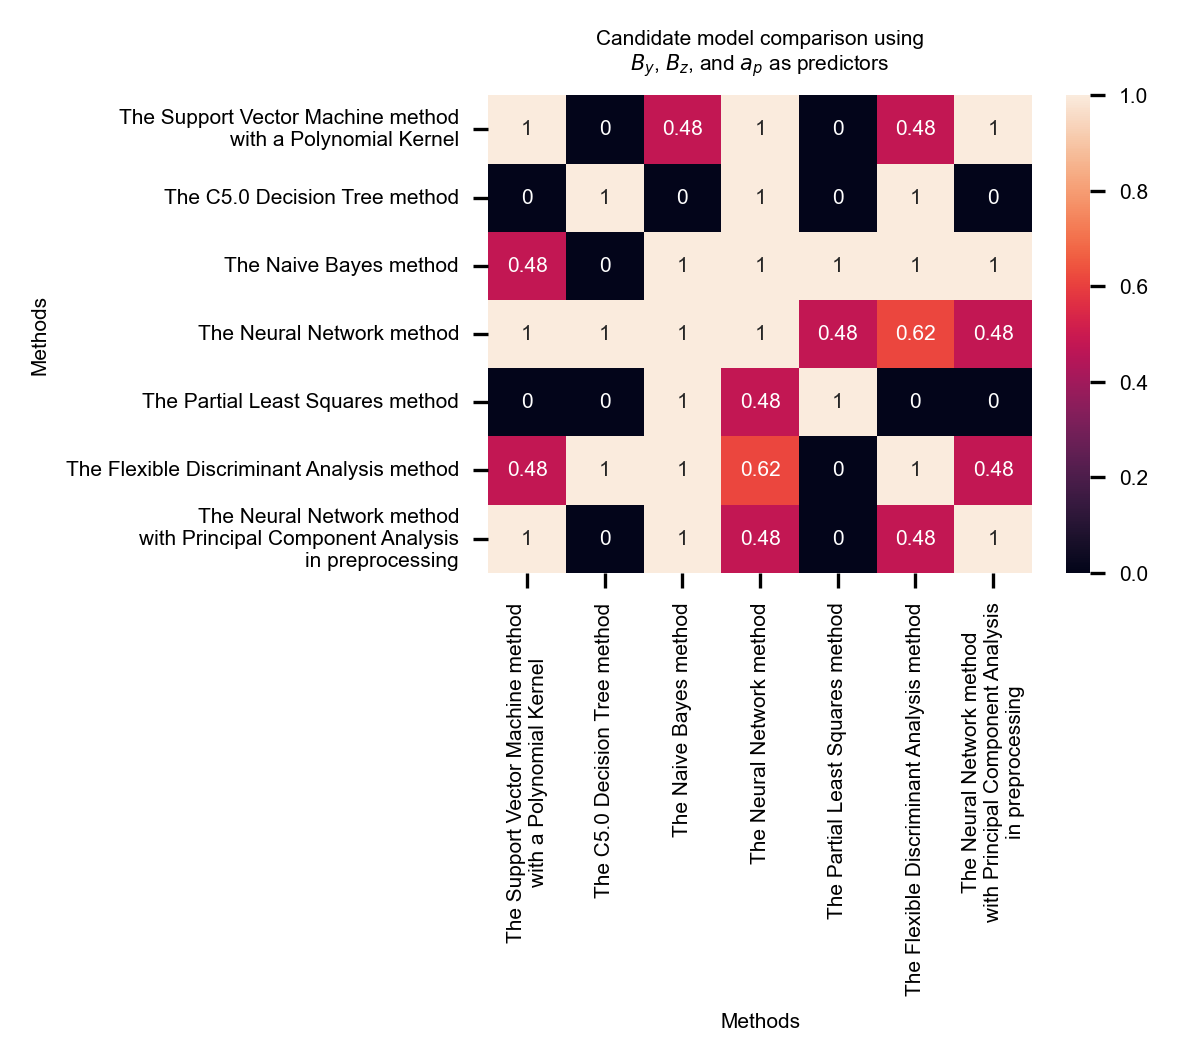 Candidate model comparison using
B_y, B_z, and a_p as predictors
The Support Vector Machine method
with a Polynomial Kernel
1 0 0.48 1 0 0.48 1
The C5.0 Decision Tree method
0 1 0 1 0 1 0
The Naive Bayes method
0.48 0 1 1 1 1 1
The Neural Network method
1 1 1 1 0.48 0.62 0.48
The Partial Least Squares method
0 0 1 0.48 1 0 0
The Flexible Discriminant Analysis method
0.48 1 1 0.62 0 1 0.48
The Neural Network method
with Principal Component Analysis
in preprocessing
1 0 1 0.48 0 0.48 1
Methods
1.0
0.8
0.6
0.4
0.2
0.0
The Support Vector Machine method
with a Polynomial Kernel
The C5.0 Decision Tree method
The Naive Bayes method
The Neural Network method
The Partial Least Squares method
The Flexible Discriminant Analysis method
The Neural Network method
with Principal Component Analysis
in preprocessing
Methods